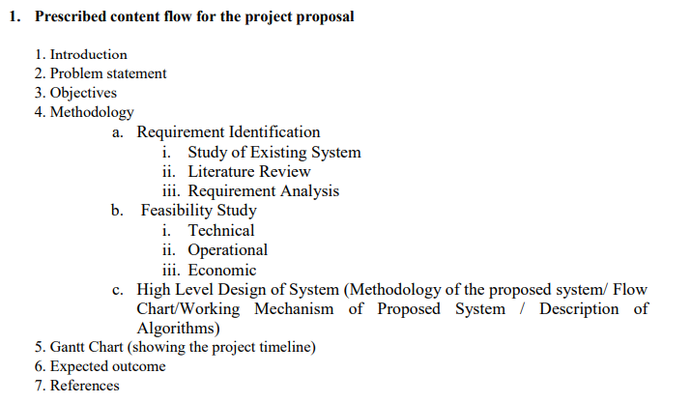 1. Prescribed content flow for the project proposal
1. Introduction
2. Problem statement
3. Objectives
4. Methodology
a. Requirement Identification
i. Study of Existing System
ii. Literature Review
iii. Requirement Analysis
b. Feasibility Study
i. Technical
ii. Operational
iii. Economic
c. High Level Design of System (Methodology of the proposed system/ Flow
Chart/Working Mechanism of Proposed System / Description of
Algorithms)
5. Gantt Chart (showing the project timeline)
6. Expected outcome
7. References